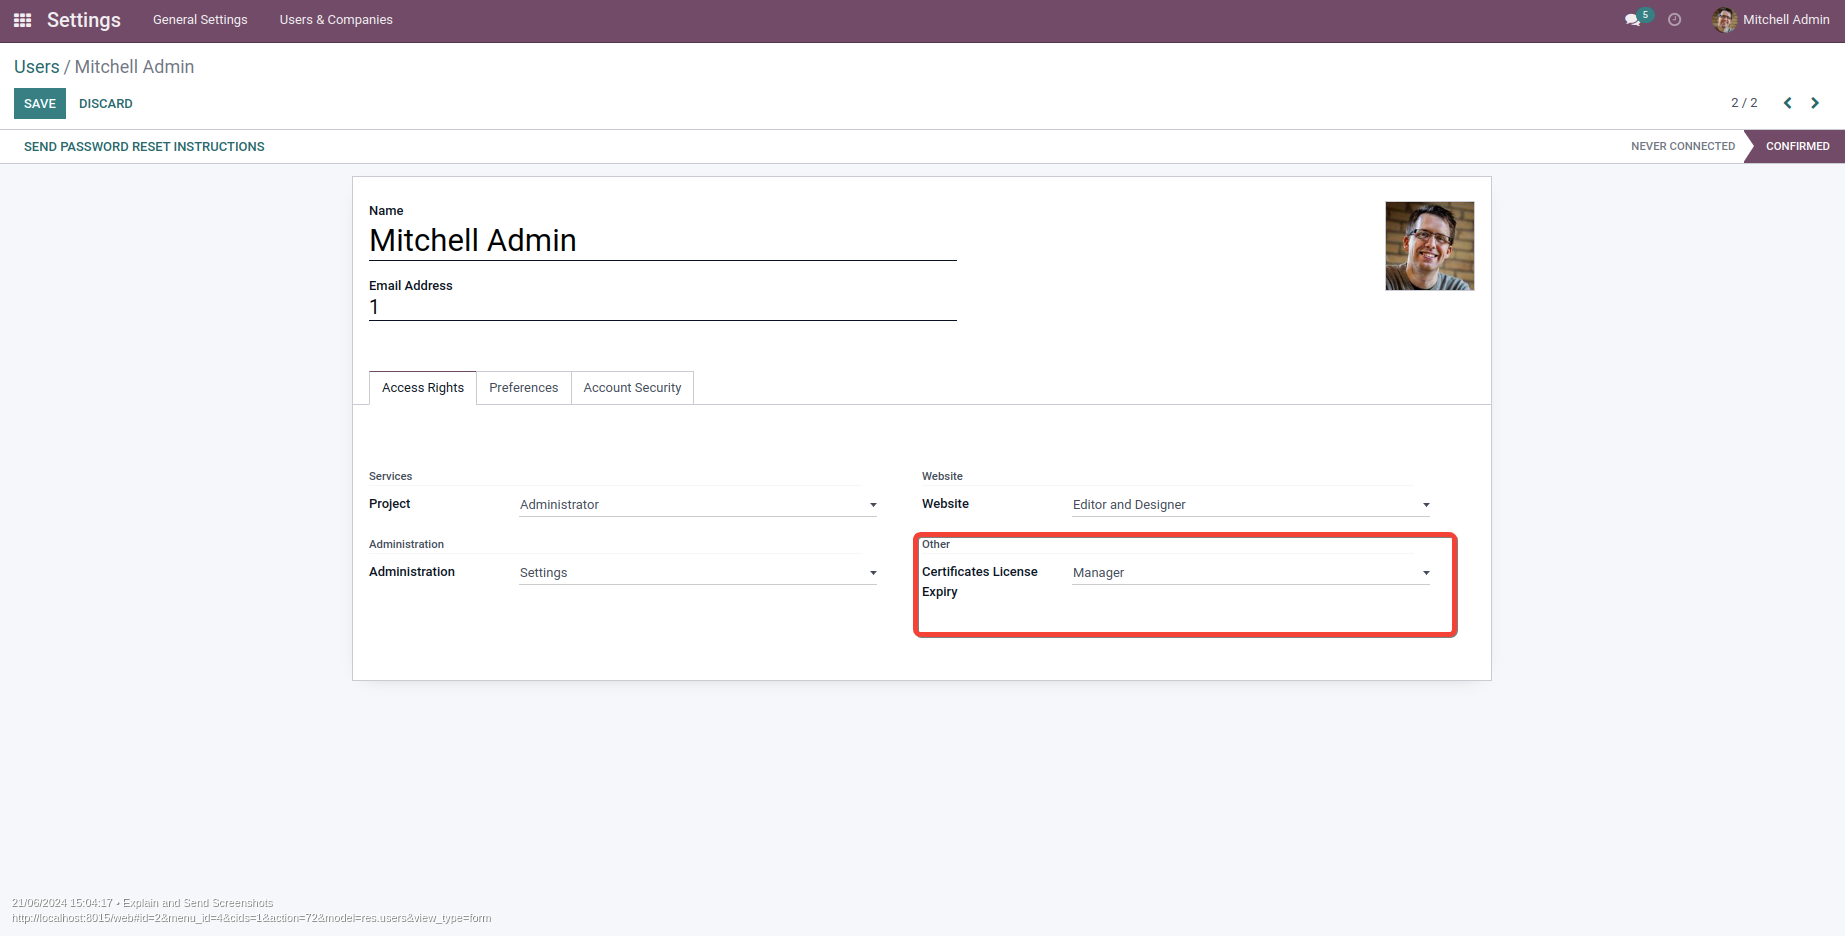 Settings General Settings Users & Companies 5 Mitchell Admin
Users / Mitchell Admin
SAVE DISCARD 2 / 2
SEND PASSWORD RESET INSTRUCTIONS NEVER CONNECTED CONFIRMED
Name
Mitchell Admin
Email Address
1
Access Rights Preferences Account Security
Services Website
Project Administrator Website Editor and Designer
Administration Other
Administration Settings Certificates License Manager
Expiry
21/06/2024 15:04:17 • Explain and Send Screenshots
http://localhost:8015/web#id=2&menu_id=4&cids=1&action=72&model=res.users&view_type=form